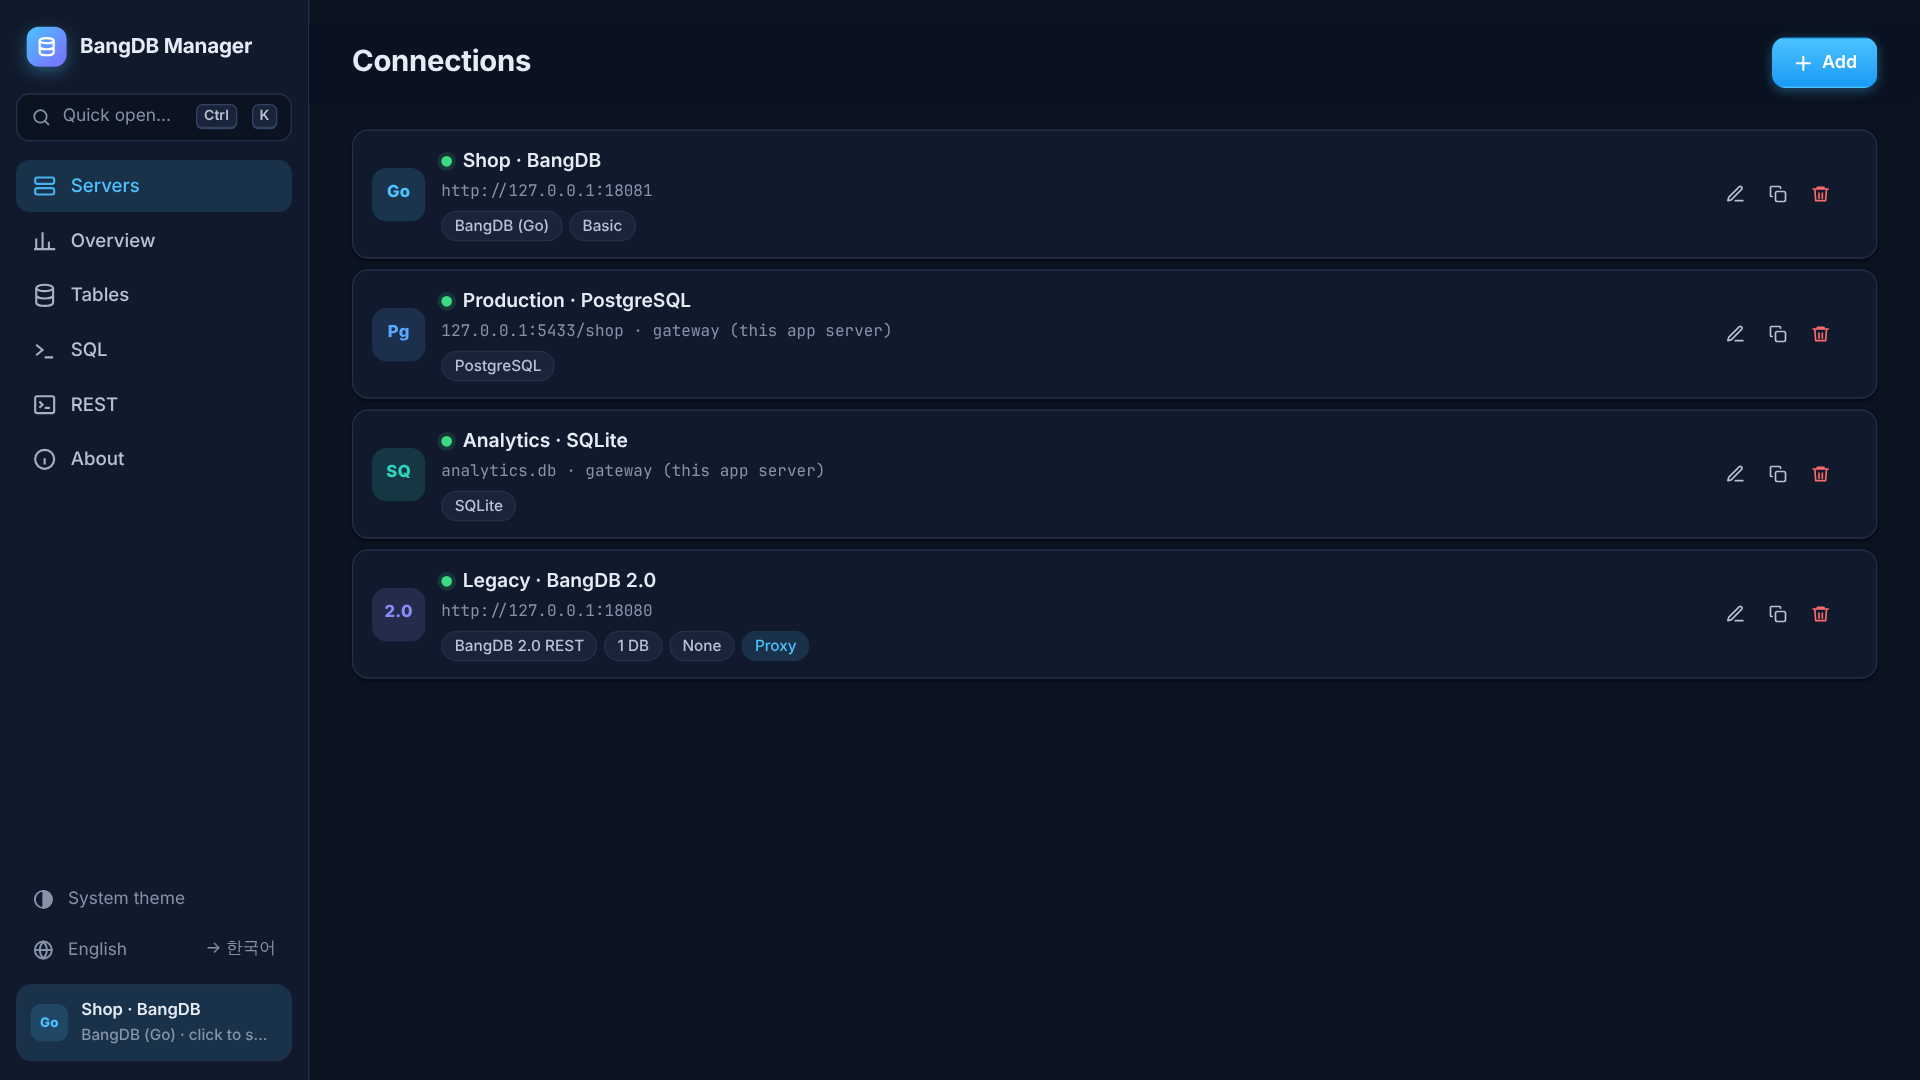 BangDB Manager
Quick open... Ctrl K
Servers
Overview
Tables
SQL
REST
About
System theme
English → 한국어
Go
Shop · BangDB
BangDB (Go) · click to s...
Connections
Add
Go
Shop · BangDB
http://127.0.0.1:18081
BangDB (Go) Basic
Pg
Production · PostgreSQL
127.0.0.1:5433/shop · gateway (this app server)
PostgreSQL
SQ
Analytics · SQLite
analytics.db · gateway (this app server)
SQLite
2.0
Legacy · BangDB 2.0
http://127.0.0.1:18080
BangDB 2.0 REST 1 DB None Proxy